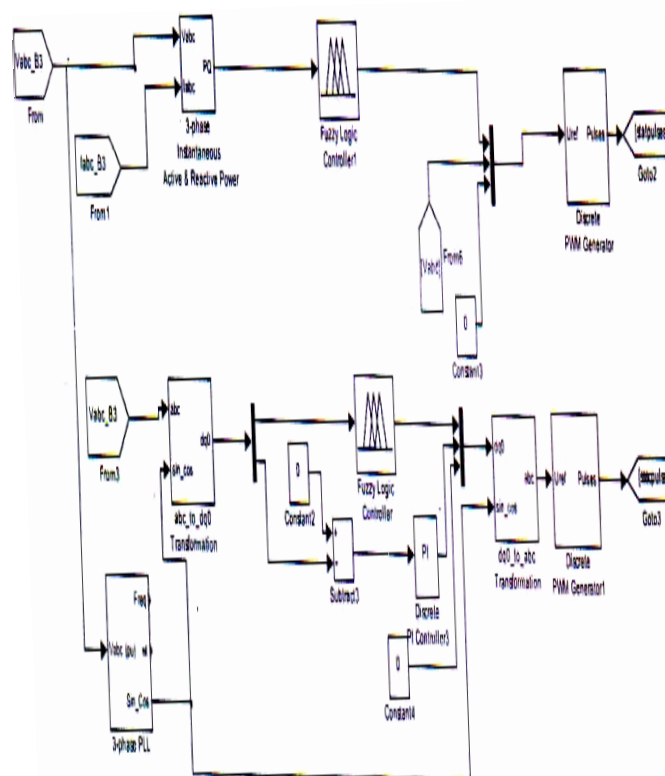 Vabc_B3
From
Iabc_B3
From1
Vabc
Iabc
PQ
3-phase
Instantaneous
Active & Reactive Power
Fuzzy Logic
Controller1
[Vabc]
From6
0
Constant3
Uref
Pulses
Discrete
PWM Generator
Goto2
Vabc_B3
From3
abc
dq0
sin_cos
abc_to_dq0
Transformation
0
Constant2
Fuzzy Logic
Controller
+
-
Subtract3
PI
Discrete
PI Controller3
0
Constant4
dq0
abc
sin_cos
dq0_to_abc
Transformation
Uref
Pulses
Discrete
PWM Generator1
Goto3
Freq
Vabc (pu)
wt
Sin_Cos
3-phase PLL